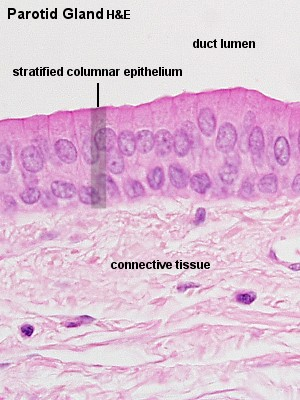 Parotid Gland H&E
duct lumen
stratified columnar epithelium
connective tissue